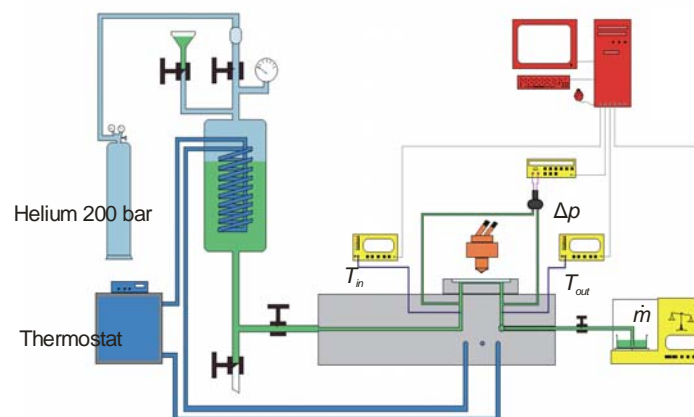 Helium 200 bar
Δp
T_in
T_out
ṁ
Thermostat